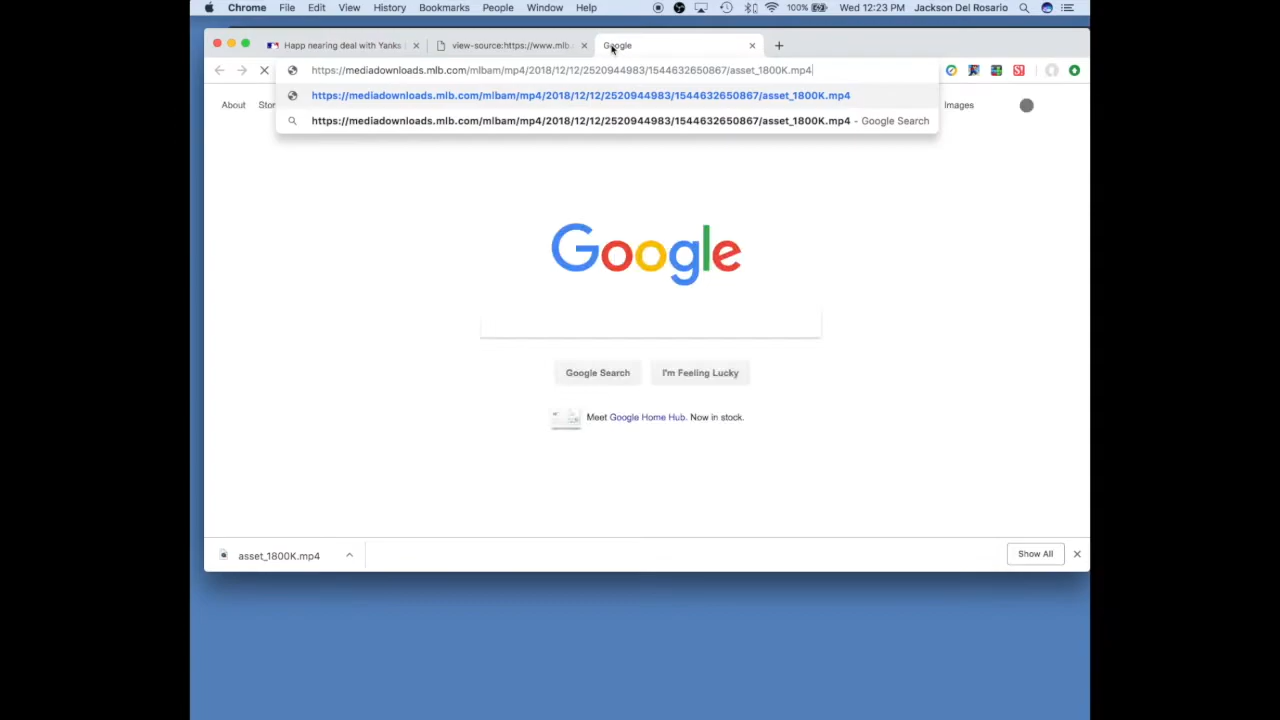 Chrome File Edit View History Bookmarks People Window Help 100% Wed 12:23 PM Jackson Del Rosario
Happ nearing deal with Yanks view-source:https://www.mlb. Google
https://mediadownloads.mlb.com/mlbam/mp4/2018/12/12/2520944983/1544632650867/asset_1800K.mp4
https://mediadownloads.mlb.com/mlbam/mp4/2018/12/12/2520944983/1544632650867/asset_1800K.mp4
https://mediadownloads.mlb.com/mlbam/mp4/2018/12/12/2520944983/1544632650867/asset_1800K.mp4 - Google Search
About Stor Images
Google
Google Search I'm Feeling Lucky
Meet Google Home Hub. Now in stock.
asset_1800K.mp4 Show All